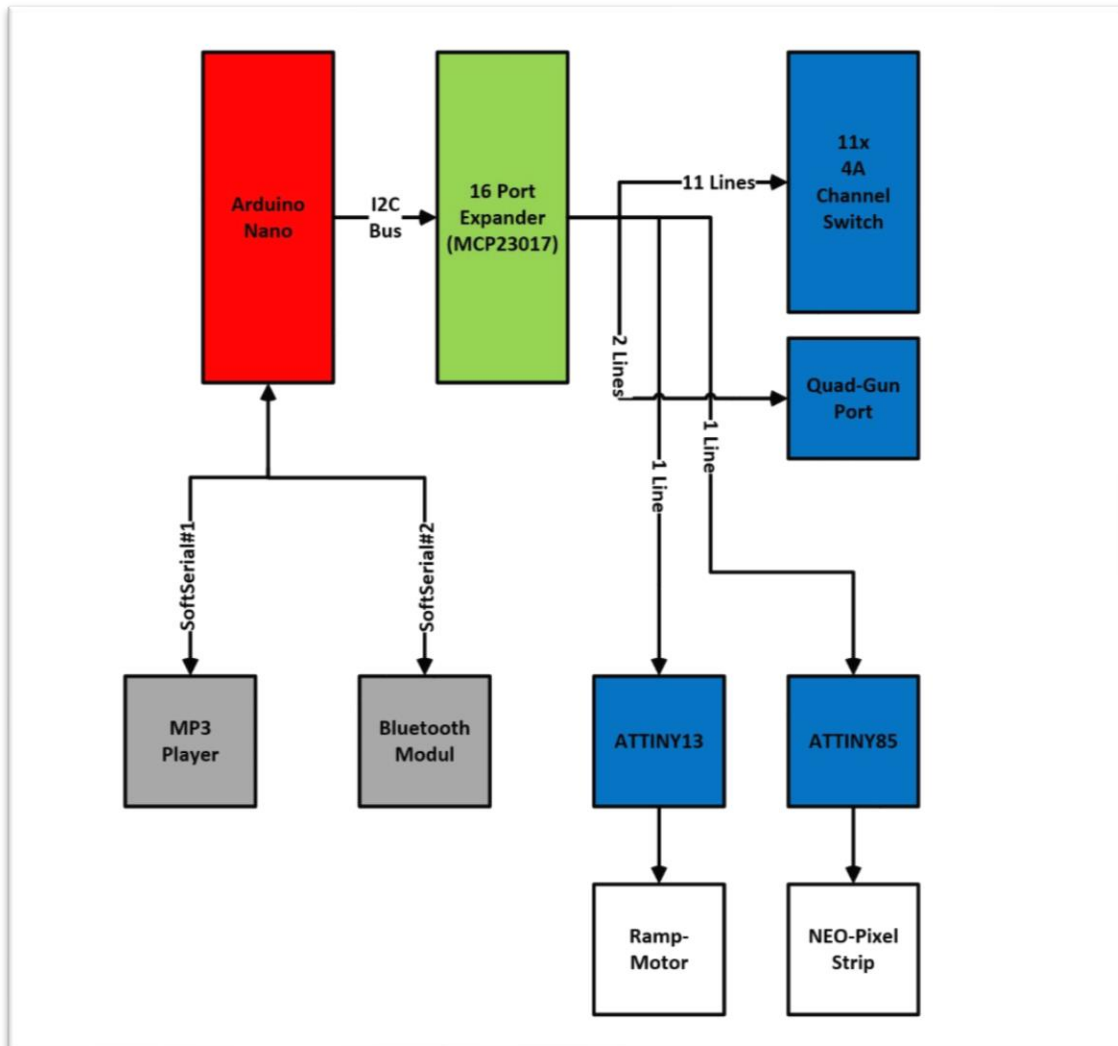 Arduino
Nano
I2C
Bus
16 Port
Expander
(MCP23017)
11 Lines
11x
4A
Channel
Switch
2 Lines
Quad-Gun
Port
1 Line
1 Line
SoftSerial#1
SoftSerial#2
MP3
Player
Bluetooth
Modul
ATTINY13
ATTINY85
Ramp-
Motor
NEO-Pixel
Strip